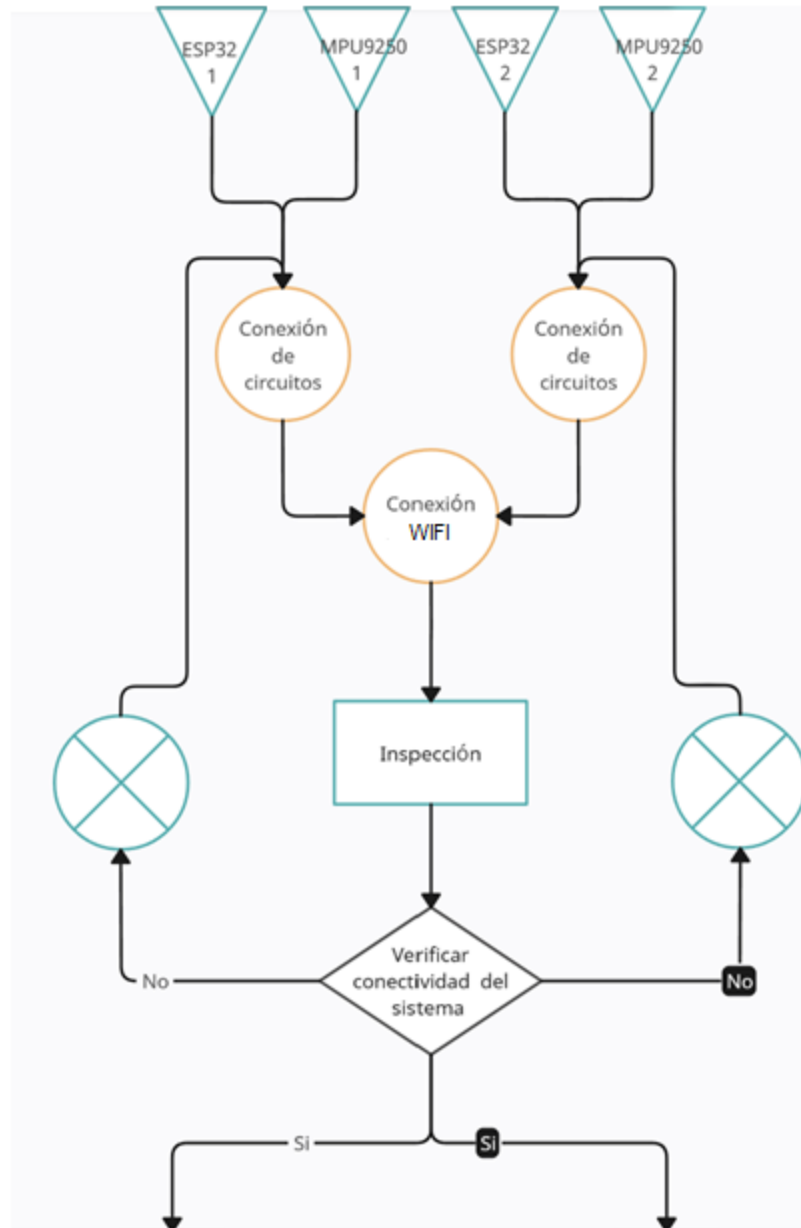 ESP32
1
MPU9250
1
ESP32
2
MPU9250
2
Conexión
de
circuitos
Conexión
de
circuitos
Conexión
WIFI
Inspección
Verificar
conectividad del
sistema
No
No
Si
Si